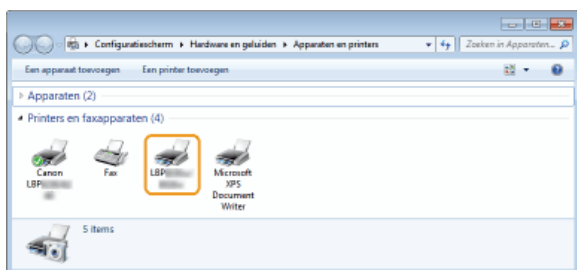 Configuratiescherm ▸ Hardware en geluiden ▸ Apparaten en printers
Zoeken in Apparaten...
Een apparaat toevoegen Een printer toevoegen
Apparaten (2)
Printers en faxapparaten (4)
Canon LBP
Fax
LBP
Microsoft XPS Document Writer
5 items